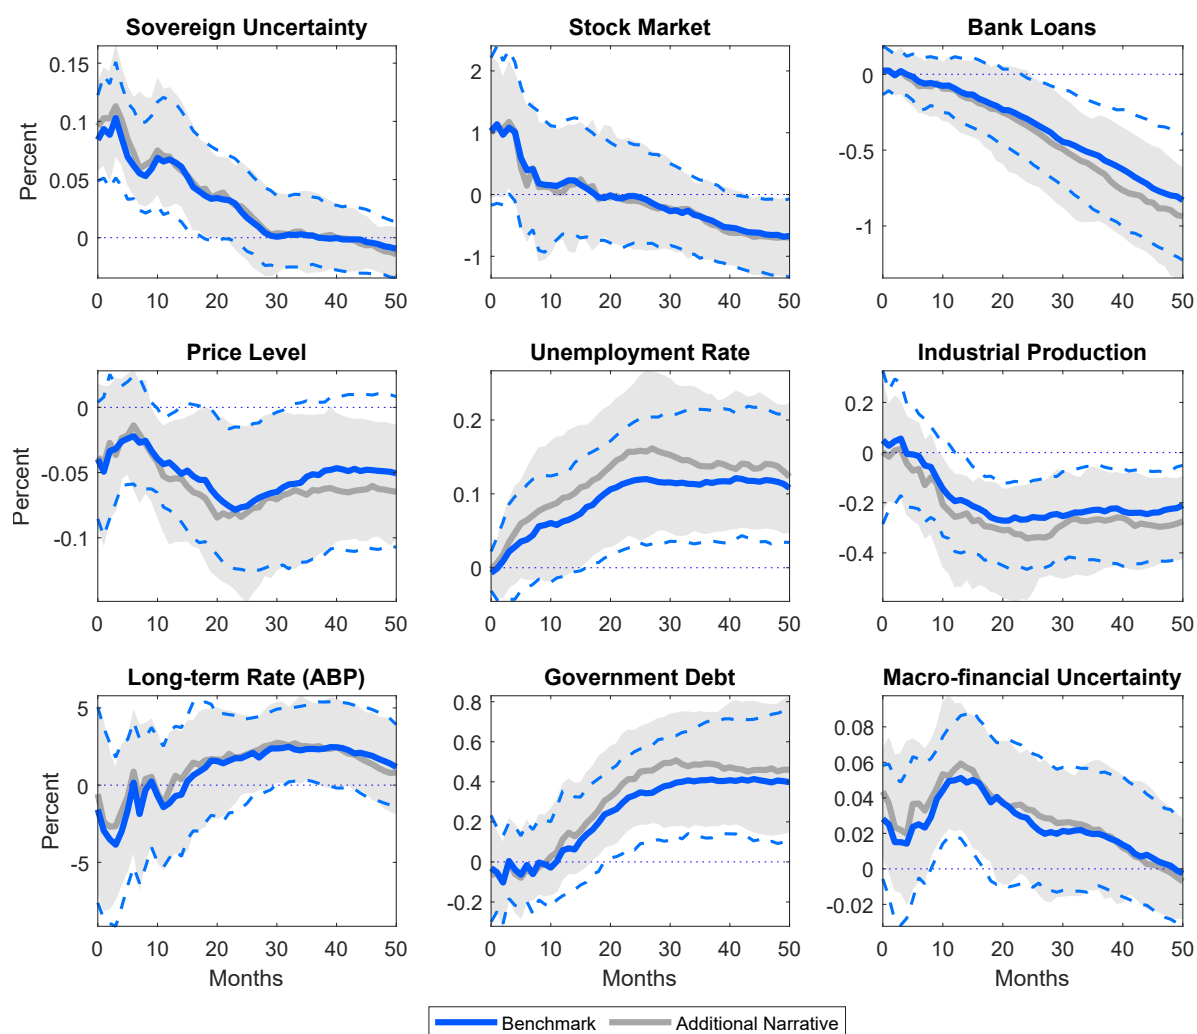 Sovereign Uncertainty Stock Market Bank Loans
0.15
0.1
0.05
0
Percent
0 10 20 30 40 50
2
1
0
-1
0 10 20 30 40 50
0
-0.5
-1
0 10 20 30 40 50
Price Level Unemployment Rate Industrial Production
0
-0.05
-0.1
Percent
0 10 20 30 40 50
0.2
0.1
0
0 10 20 30 40 50
0.2
0
-0.2
-0.4
0 10 20 30 40 50
Long-term Rate (ABP) Government Debt Macro-financial Uncertainty
5
0
-5
Percent
0 10 20 30 40 50
Months
0.8
0.6
0.4
0.2
0
-0.2
0 10 20 30 40 50
Months
0.08
0.06
0.04
0.02
0
-0.02
0 10 20 30 40 50
Months
Benchmark Additional Narrative